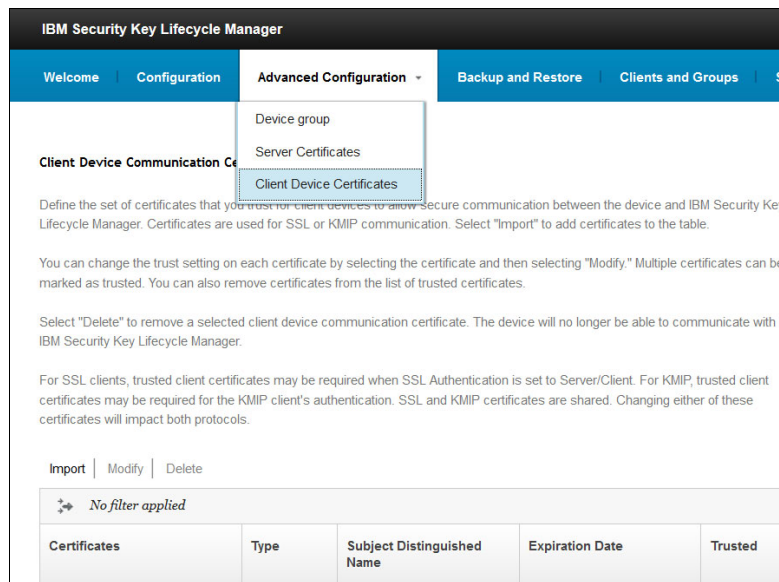 IBM Security Key Lifecycle Manager
Welcome Configuration Advanced Configuration Backup and Restore Clients and Groups
Device group
Server Certificates
Client Device Certificates
Client Device Communication
Define the set of certificates that you trust for client devices to allow secure communication between the device and IBM Security
Lifecycle Manager. Certificates are used for SSL or KMIP communication. Select "Import" to add certificates to the table.
You can change the trust setting on each certificate by selecting the certificate and then selecting "Modify." Multiple certificates can
marked as trusted. You can also remove certificates from the list of trusted certificates.
Select "Delete" to remove a selected client device communication certificate. The device will no longer be able to communicate with
IBM Security Key Lifecycle Manager.
For SSL clients, trusted client certificates may be required when SSL Authentication is set to Server/Client. For KMIP, trusted client
certificates may be required for the KMIP client's authentication. SSL and KMIP certificates are shared. Changing either of these
certificates will impact both protocols.
Import Modify Delete
No filter applied
Certificates Type Subject Distinguished Name Expiration Date Trusted